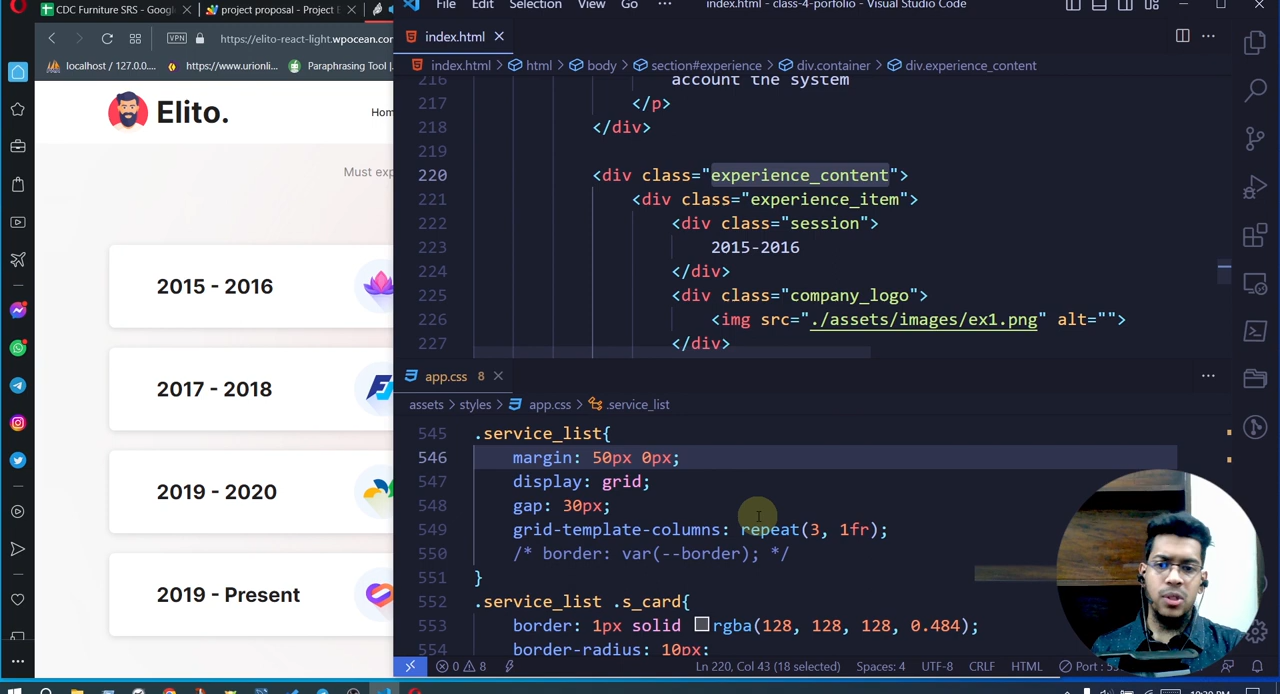 CDC Furniture SRS - Google
project proposal - Project E
VPN
https://elito-react-light.wpocean.com
localhost / 127.0.0....
https://www.urionli...
Paraphrasing Tool |
Elito.
Hom
Must exp
2015 - 2016
2017 - 2018
2019 - 2020
2019 - Present
File Edit Selection View Go ··· index.html - class-4-porfolio - Visual Studio Code
index.html
index.html > html > body > section#experience > div.container > div.experience_content
216 account the system
217 </p>
218 </div>
219
220 <div class="experience_content">
221 <div class="experience_item">
222 <div class="session">
223 2015-2016
224 </div>
225 <div class="company_logo">
226 <img src="./assets/images/ex1.png" alt="">
227 </div>
app.css 8
assets > styles > app.css > .service_list
545 .service_list{
546 margin: 50px 0px;
547 display: grid;
548 gap: 30px;
549 grid-template-columns: repeat(3, 1fr);
550 /* border: var(--border); */
551 }
552 .service_list .s_card{
553 border: 1px solid rgba(128, 128, 128, 0.484);
554 border-radius: 10px;
0 8 Ln 220, Col 43 (18 selected) Spaces: 4 UTF-8 CRLF HTML